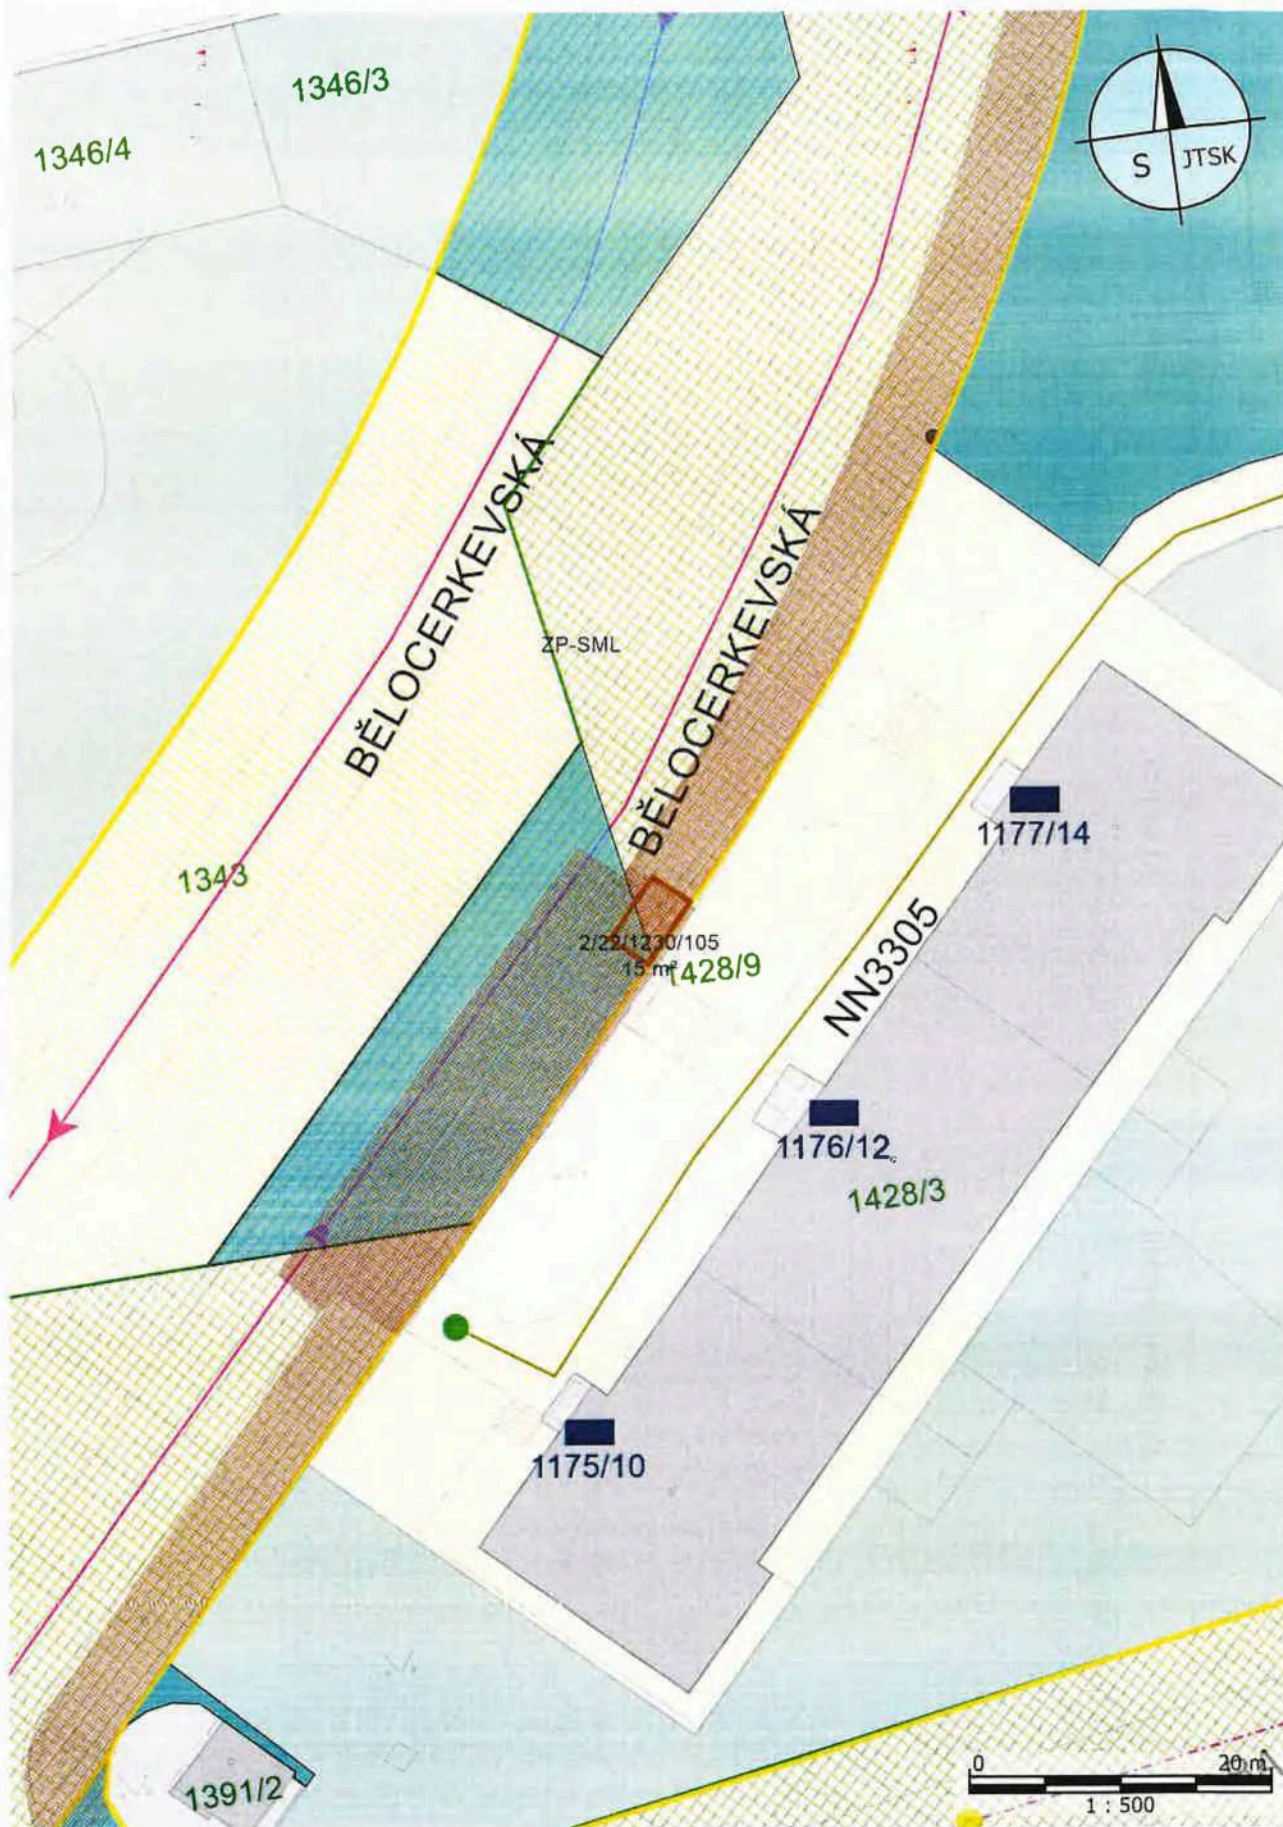 1346/3
1346/4
S JTSK
BĚLOCERKEVSKÁ
BĚLOCERKEVSKÁ
ZP-SML
1177/14
1343
NN3305
2/22/1230/105
15 m²
1428/9
1176/12
1428/3
1175/10
1391/2
0 20 m
1 : 500